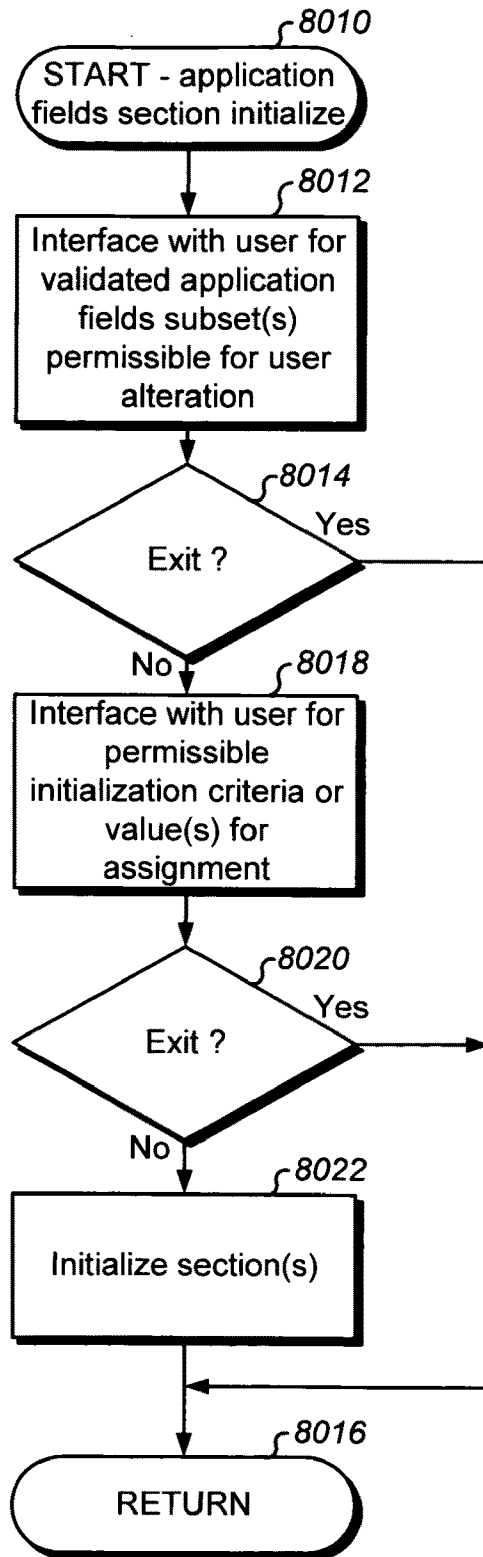 8010
START - application
fields section initialize
8012
Interface with user for
validated application
fields subset(s)
permissible for user
alteration
8014
Exit ?
Yes
No
8018
Interface with user for
permissible
initialization criteria or
value(s) for
assignment
8020
Exit ?
Yes
No
8022
Initialize section(s)
8016
RETURN